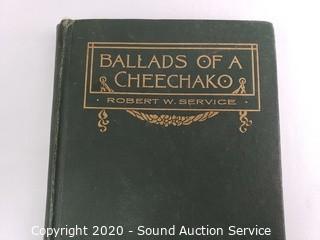 BALLADS OF A
CHEECHAKO
· ROBERT W. SERVICE ·
Copyright 2020 - Sound Auction Service